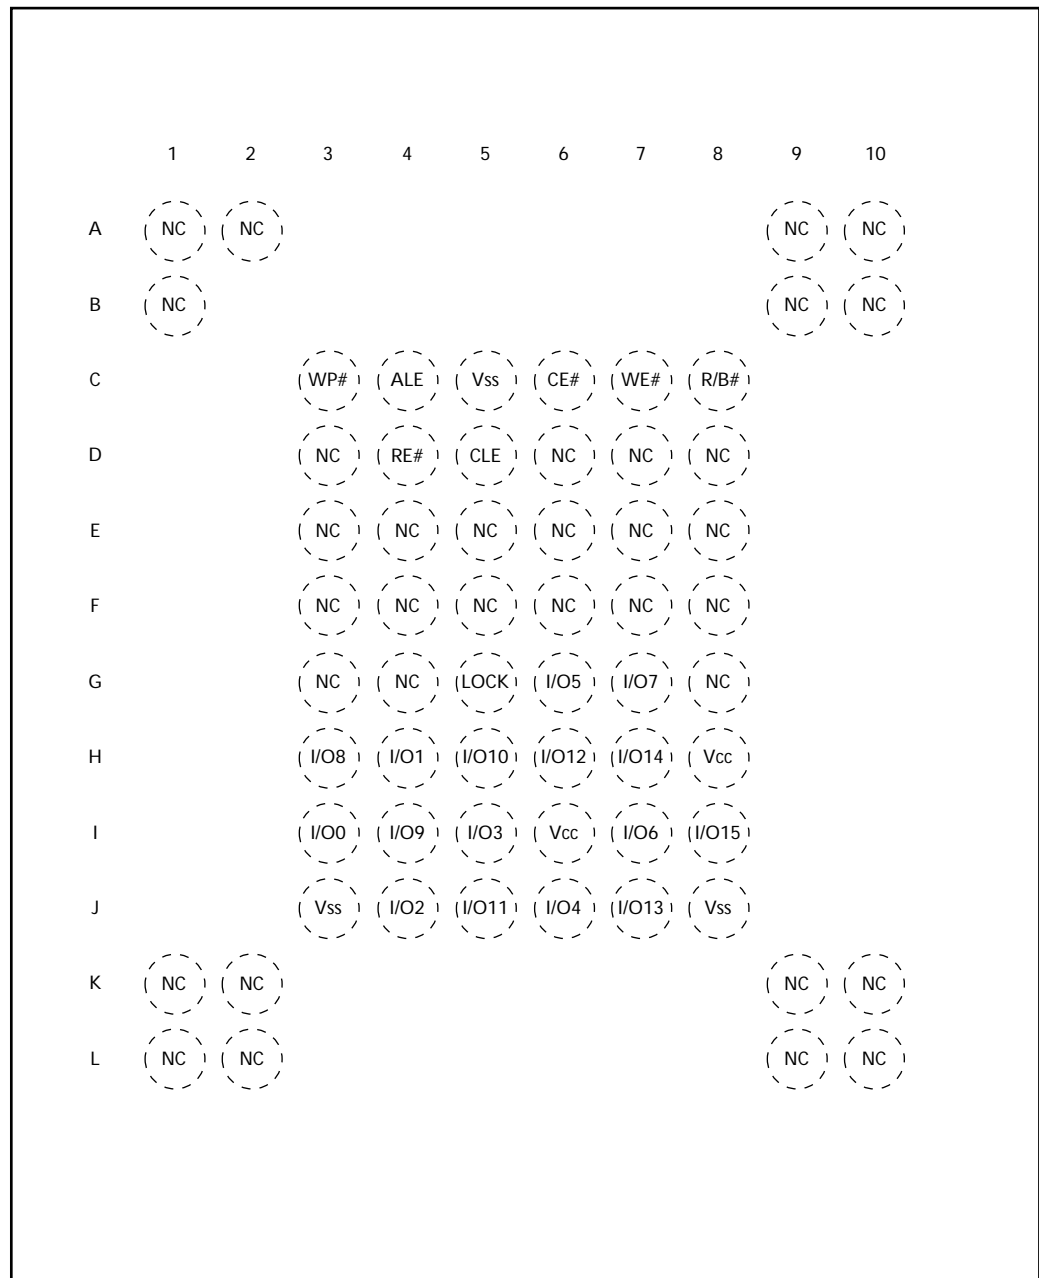 1 2 3 4 5 6 7 8 9 10
A NC NC NC NC
B NC NC NC
C WP# ALE Vss CE# WE# R/B#
D NC RE# CLE NC NC NC
E NC NC NC NC NC NC
F NC NC NC NC NC NC
G NC NC LOCK I/O5 I/O7 NC
H I/O8 I/O1 I/O10 I/O12 I/O14 Vcc
I I/O0 I/O9 I/O3 Vcc I/O6 I/O15
J Vss I/O2 I/O11 I/O4 I/O13 Vss
K NC NC NC NC
L NC NC NC NC